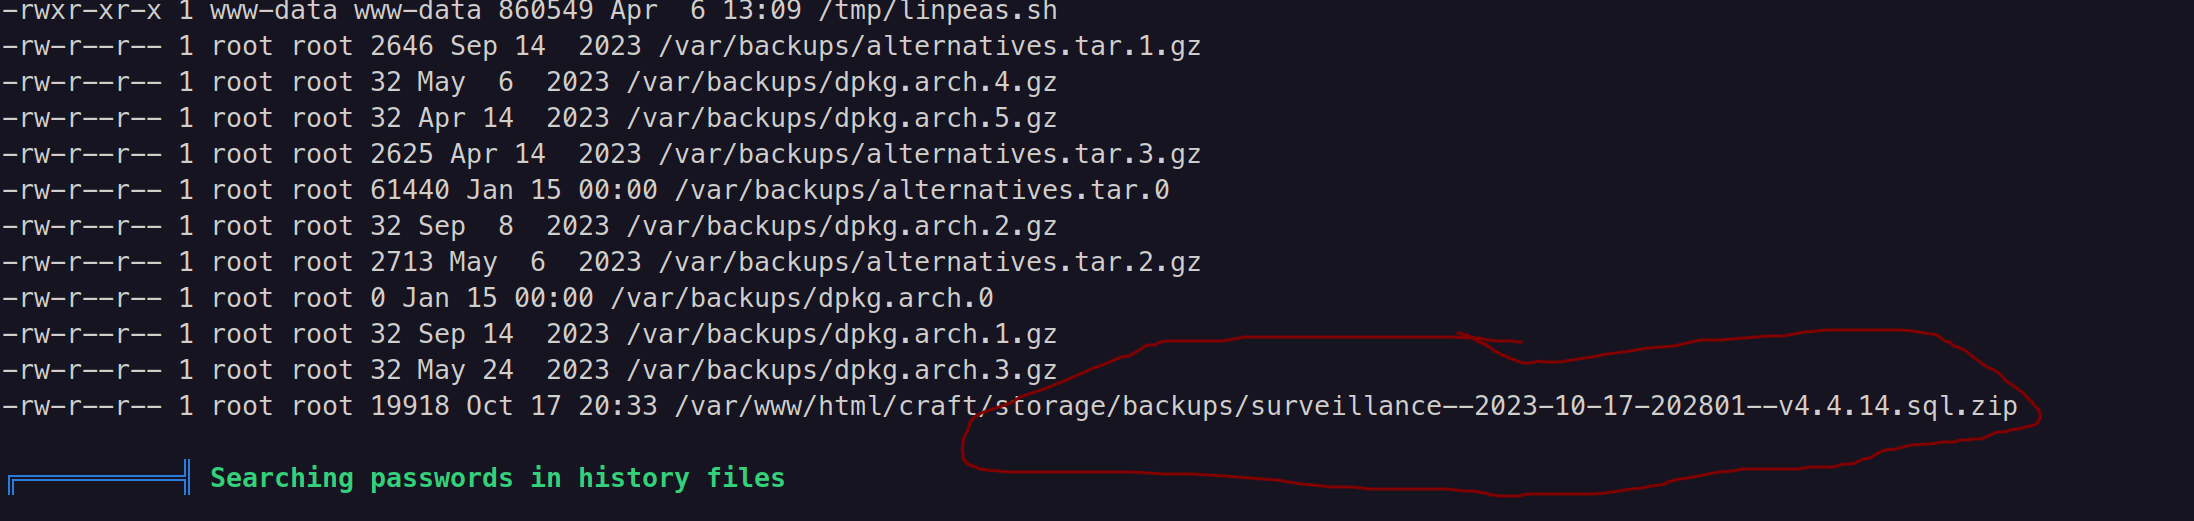 -rwxr-xr-x 1 www-data www-data 860549 Apr  6 13:09 /tmp/linpeas.sh
-rw-r--r-- 1 root root 2646 Sep 14  2023 /var/backups/alternatives.tar.1.gz
-rw-r--r-- 1 root root 32 May  6  2023 /var/backups/dpkg.arch.4.gz
-rw-r--r-- 1 root root 32 Apr 14  2023 /var/backups/dpkg.arch.5.gz
-rw-r--r-- 1 root root 2625 Apr 14  2023 /var/backups/alternatives.tar.3.gz
-rw-r--r-- 1 root root 61440 Jan 15 00:00 /var/backups/alternatives.tar.0
-rw-r--r-- 1 root root 32 Sep  8  2023 /var/backups/dpkg.arch.2.gz
-rw-r--r-- 1 root root 2713 May  6  2023 /var/backups/alternatives.tar.2.gz
-rw-r--r-- 1 root root 0 Jan 15 00:00 /var/backups/dpkg.arch.0
-rw-r--r-- 1 root root 32 Sep 14  2023 /var/backups/dpkg.arch.1.gz
-rw-r--r-- 1 root root 32 May 24  2023 /var/backups/dpkg.arch.3.gz
-rw-r--r-- 1 root root 19918 Oct 17 20:33 /var/www/html/craft/storage/backups/surveillance--2023-10-17-202801--v4.4.14.sql.zip
Searching passwords in history files